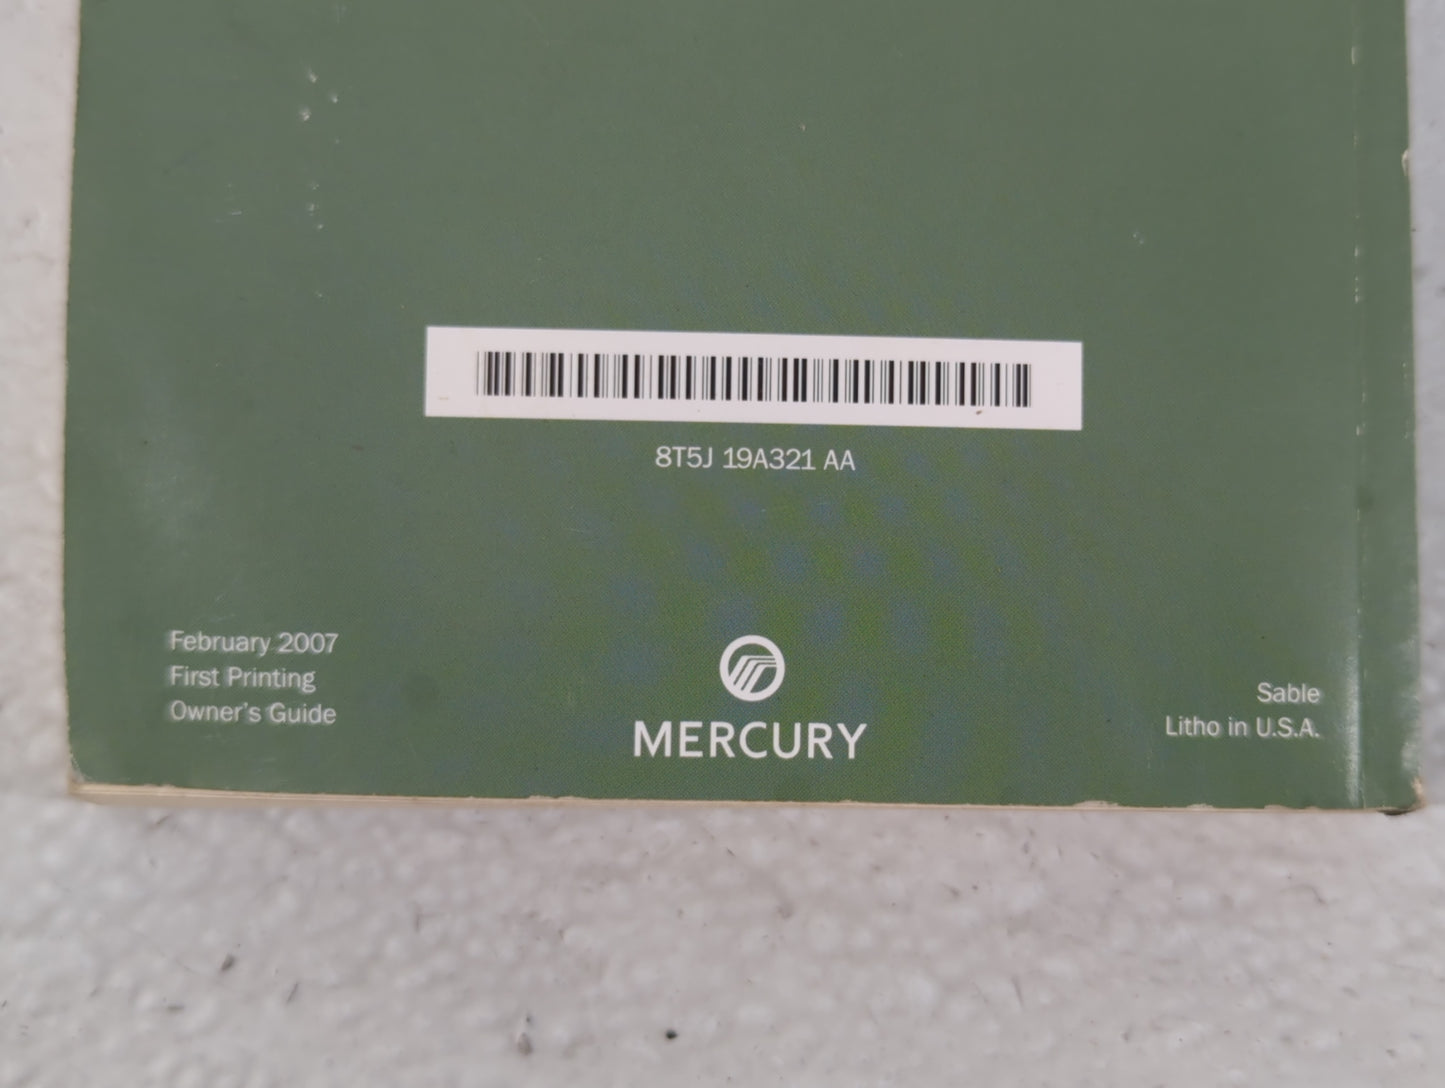 8T5J 19A321 AA
February 2007
First Printing
Owner's Guide
MERCURY
Sable
Litho in U.S.A.